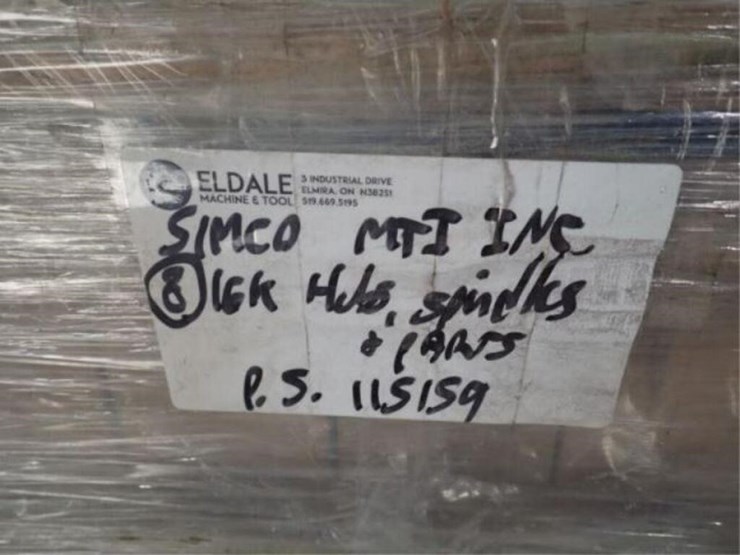 ELDALE
MACHINE & TOOL
3 INDUSTRIAL DRIVE
ELMIRA, ON N3B2S1
519.669.5195
SIMCO MTI INC
8 16K Hubs, spindles
& PARTS
P.S. 115159